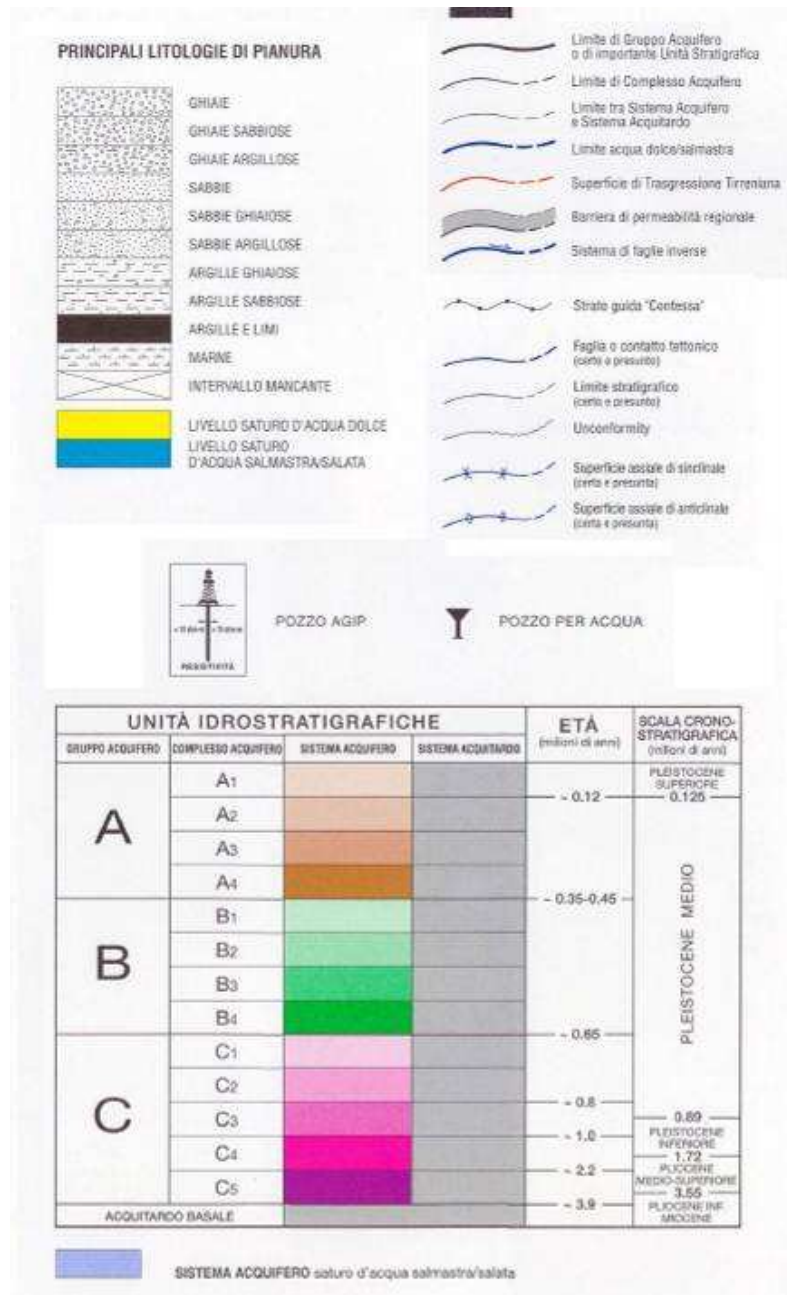 PRINCIPALI LITOLOGIE DI PIANURA
GHIAIE
GHIAIE SABBIOSE
GHIAIE ARGILLOSE
SABBIE
SABBIE GHIAIOSE
SABBIE ARGILLOSE
ARGILLE GHIAIOSE
ARGILLE SABBIOSE
ARGILLE E LIMI
MARNE
INTERVALLO MANCANTE
LIVELLO SATURO D'ACQUA DOLCE
LIVELLO SATURO
D'ACQUA SALMASTRA/SALATA
Limite di Gruppo Acquifero
o di importante Unità Stratigrafica
Limite di Complesso Acquifero
Limite tra Sistema Acquifero
e Sistema Acquitardo
Limite acqua dolce/salmastra
Superficie di Trasgressione Tirreniana
Barriera di permeabilità regionale
Sistema di faglie inverse
Strato guida "Contessa"
Faglia o contatto tettonico
(certo e presunto)
Limite stratigrafico
(certo e presunto)
Unconformity
Superficie assiale di sinclinale
(certa e presunta)
Superficie assiale di anticlinale
(certa e presunta)
RESISTIVITÀ
POZZO AGIP
POZZO PER ACQUA
UNITÀ IDROSTRATIGRAFICHE
ETÀ
(milioni di anni)
SCALA CRONO-
STRATIGRAFICA
(milioni di anni)
GRUPPO ACQUIFERO
COMPLESSO ACQUIFERO
SISTEMA ACQUIFERO
SISTEMA ACQUITARDO
A
A1
A2
A3
A4
B
B1
B2
B3
B4
C
C1
C2
C3
C4
C5
ACQUITARDO BASALE
~ 0.12
~ 0.35-0.45
~ 0.65
~ 0.8
~ 1.0
~ 2.2
~ 3.9
PLEISTOCENE
SUPERIORE
0.125
PLEISTOCENE MEDIO
0.89
PLEISTOCENE
INFERIORE
1.72
PLIOCENE
MEDIO-SUPERIORE
3.55
PLIOCENE INF.
MIOCENE
SISTEMA ACQUIFERO saturo d'acqua salmastra/salata